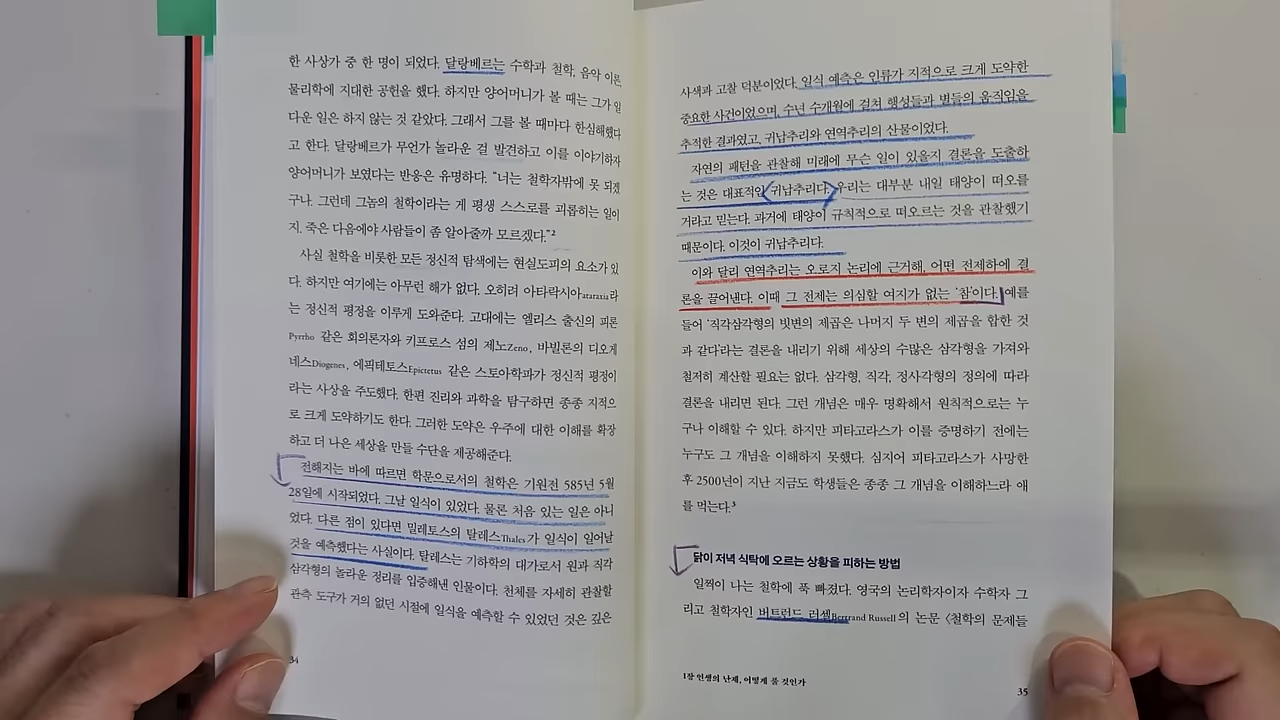 한 사상가 중 한 명이 되었다. 달랑베르는 수학과 철학, 음악 이론,
물리학에 지대한 공헌을 했다. 하지만 양어머니가 볼 때는 그가 일
다운 일은 하지 않는 것 같았다. 그래서 그를 볼 때마다 한심해했다
고 한다. 달랑베르가 무언가 놀라운 걸 발견하고 이를 이야기하자
양어머니가 보였다는 반응은 유명하다. “너는 철학자밖에 못 되겠
구나. 그런데 그놈의 철학이라는 게 평생 스스로를 괴롭히는 일이
지. 죽은 다음에야 사람들이 좀 알아줄까 모르겠다.”2
사실 철학을 비롯한 모든 정신적 탐색에는 현실도피의 요소가 있
다. 하지만 여기에는 아무런 해가 없다. 오히려 아타락시아ataraxia라
는 정신적 평정을 이루게 도와준다. 고대에는 엘리스 출신의 피론
Pyrrho 같은 회의론자와 키프로스 섬의 제노Zeno, 바빌론의 디오게
네스Diogenes, 에픽테토스Epictetus 같은 스토아학파가 정신적 평정이
라는 사상을 주도했다. 한편 진리와 과학을 탐구하면 종종 지적으
로 크게 도약하기도 한다. 그러한 도약은 우주에 대한 이해를 확장
하고 더 나은 세상을 만들 수단을 제공해준다.
전해지는 바에 따르면 학문으로서의 철학은 기원전 585년 5월
28일에 시작되었다. 그날 일식이 있었다. 물론 처음 있는 일은 아니
었다. 다른 점이 있다면 밀레토스의 탈레스Thales가 일식이 일어날
것을 예측했다는 사실이다. 탈레스는 기하학의 대가로서 원과 직각
삼각형의 놀라운 정리를 입증해낸 인물이다. 천체를 자세히 관찰할
관측 도구가 거의 없던 시절에 일식을 예측할 수 있었던 것은 깊은
34
사색과 고찰 덕분이었다. 일식 예측은 인류가 지적으로 크게 도약한
중요한 사건이었으며, 수년 수개월에 걸쳐 행성들과 별들의 움직임을
추적한 결과였고, 귀납추리와 연역추리의 산물이었다.
자연의 패턴을 관찰해 미래에 무슨 일이 있을지 결론을 도출하
는 것은 대표적인 귀납추리다. 우리는 대부분 내일 태양이 떠오를
거라고 믿는다. 과거에 태양이 규칙적으로 떠오르는 것을 관찰했기
때문이다. 이것이 귀납추리다.
이와 달리 연역추리는 오로지 논리에 근거해, 어떤 전제하에 결
론을 끌어낸다. 이때 그 전제는 의심할 여지가 없는 ‘참’이다. 예를
들어 ‘직각삼각형의 빗변의 제곱은 나머지 두 변의 제곱을 합한 것
과 같다’라는 결론을 내리기 위해 세상의 수많은 삼각형을 가져와
철저히 계산할 필요는 없다. 삼각형, 직각, 정사각형의 정의에 따라
결론을 내리면 된다. 그런 개념은 매우 명확해서 원칙적으로는 누
구나 이해할 수 있다. 하지만 피타고라스가 이를 증명하기 전에는
누구도 그 개념을 이해하지 못했다. 심지어 피타고라스가 사망한
후 2500년이 지난 지금도 학생들은 종종 그 개념을 이해하느라 애
를 먹는다.3
닭이 저녁 식탁에 오르는 상황을 피하는 방법
일찍이 나는 철학에 푹 빠졌다. 영국의 논리학자이자 수학자 그
리고 철학자인 버트런드 러셀Bertrand Russell의 논문 〈철학의 문제들
1장 인생의 난제, 어떻게 풀 것인가
35